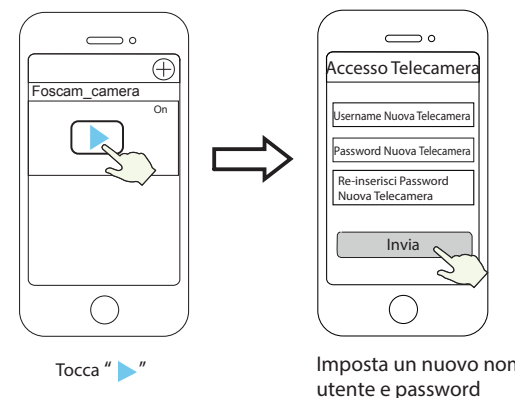 Foscam_camera
On
Tocca “ ”
Accesso Telecamera
Username Nuova Telecamera
Password Nuova Telecamera
Re-inserisci Password
Nuova Telecamera
Invia
Imposta un nuovo nom
utente e password